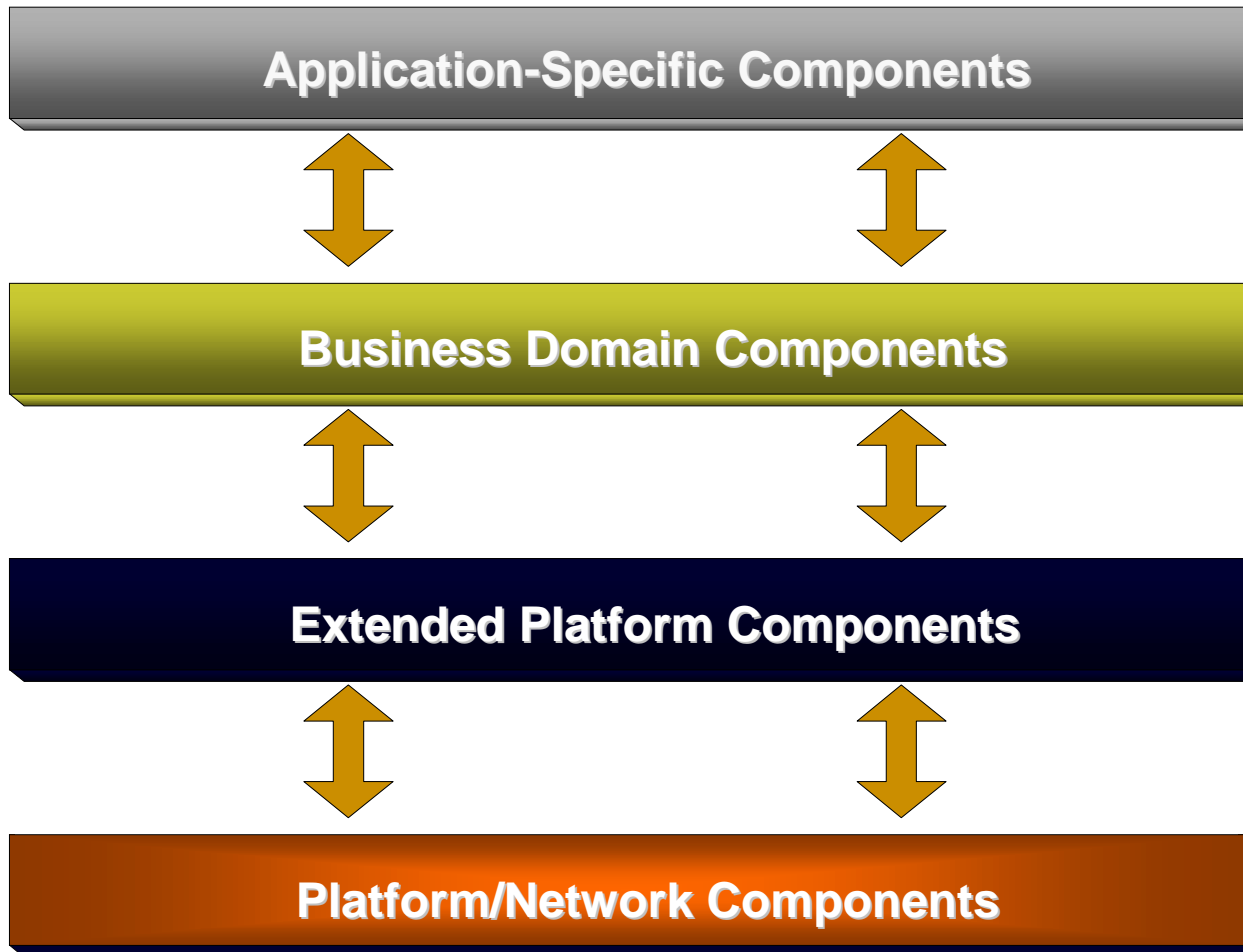 Application-Specific Components
Business Domain Components
Extended Platform Components
Platform/Network Components